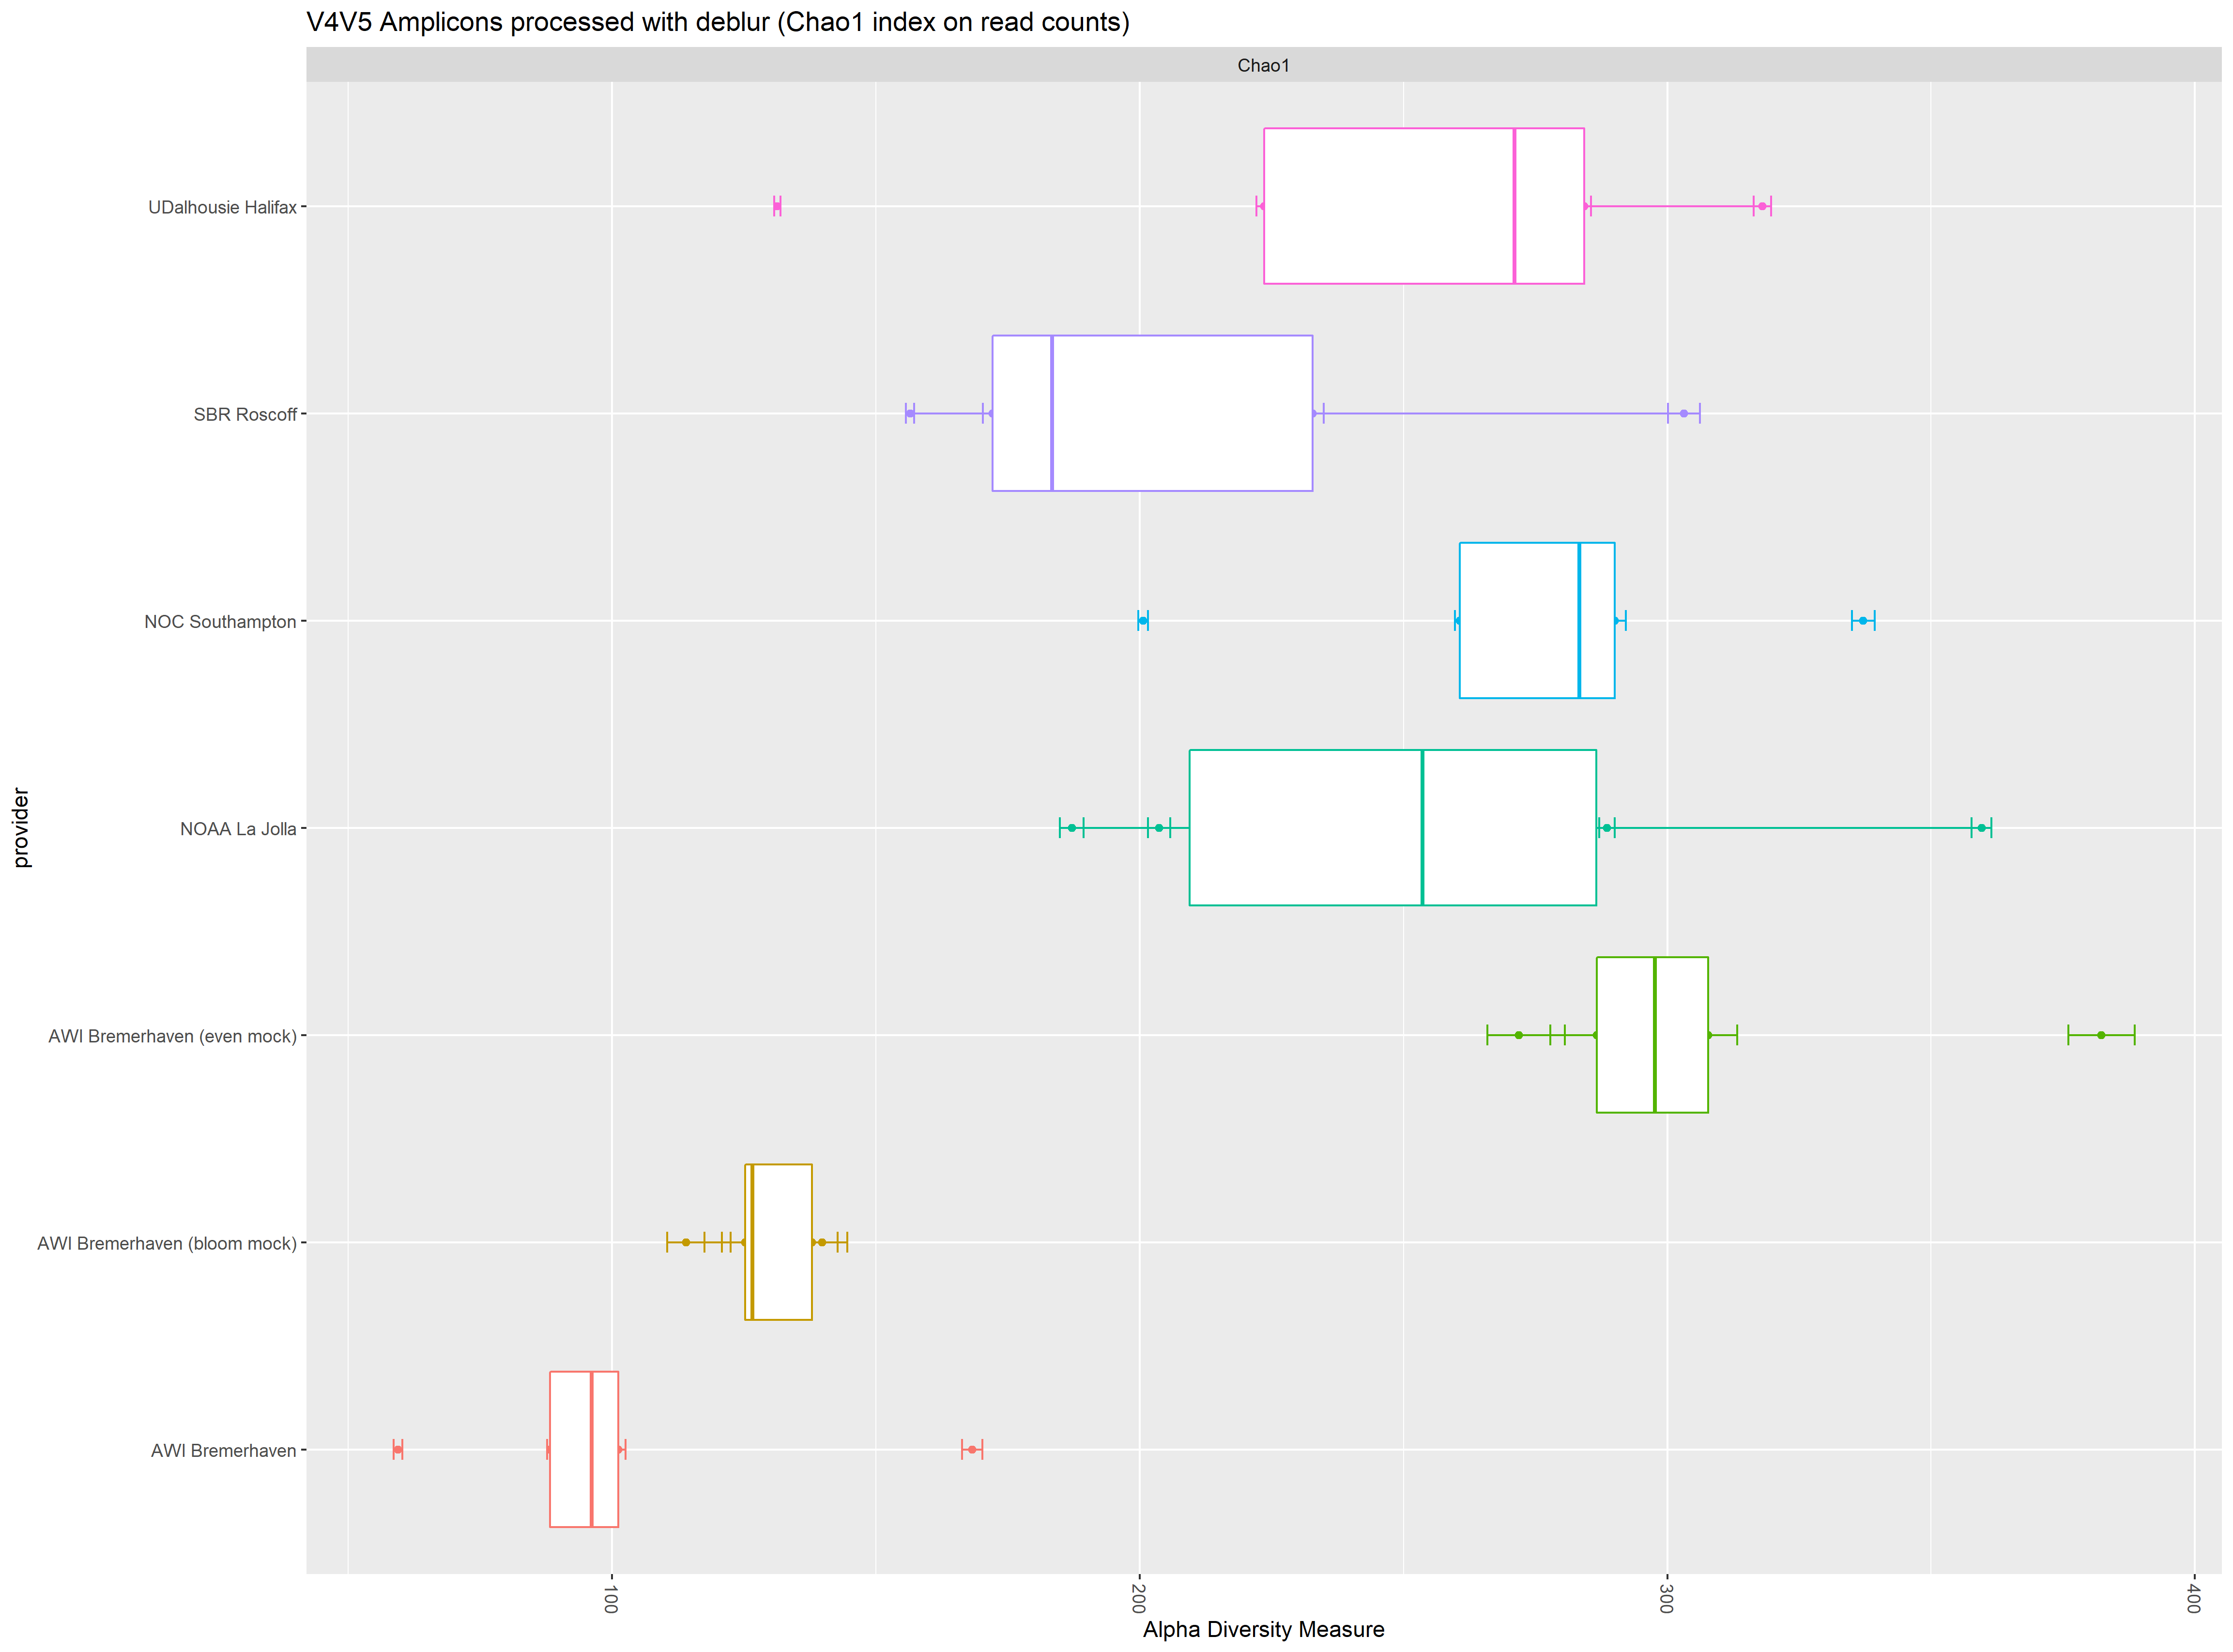 V4V5 Amplicons processed with deblur (Chao1 index on read counts)
Chao1
UDalhousie Halifax
SBR Roscoff
NOC Southampton
NOAA La Jolla
AWI Bremerhaven (even mock)
AWI Bremerhaven (bloom mock)
AWI Bremerhaven
provider
100
200
300
400
Alpha Diversity Measure